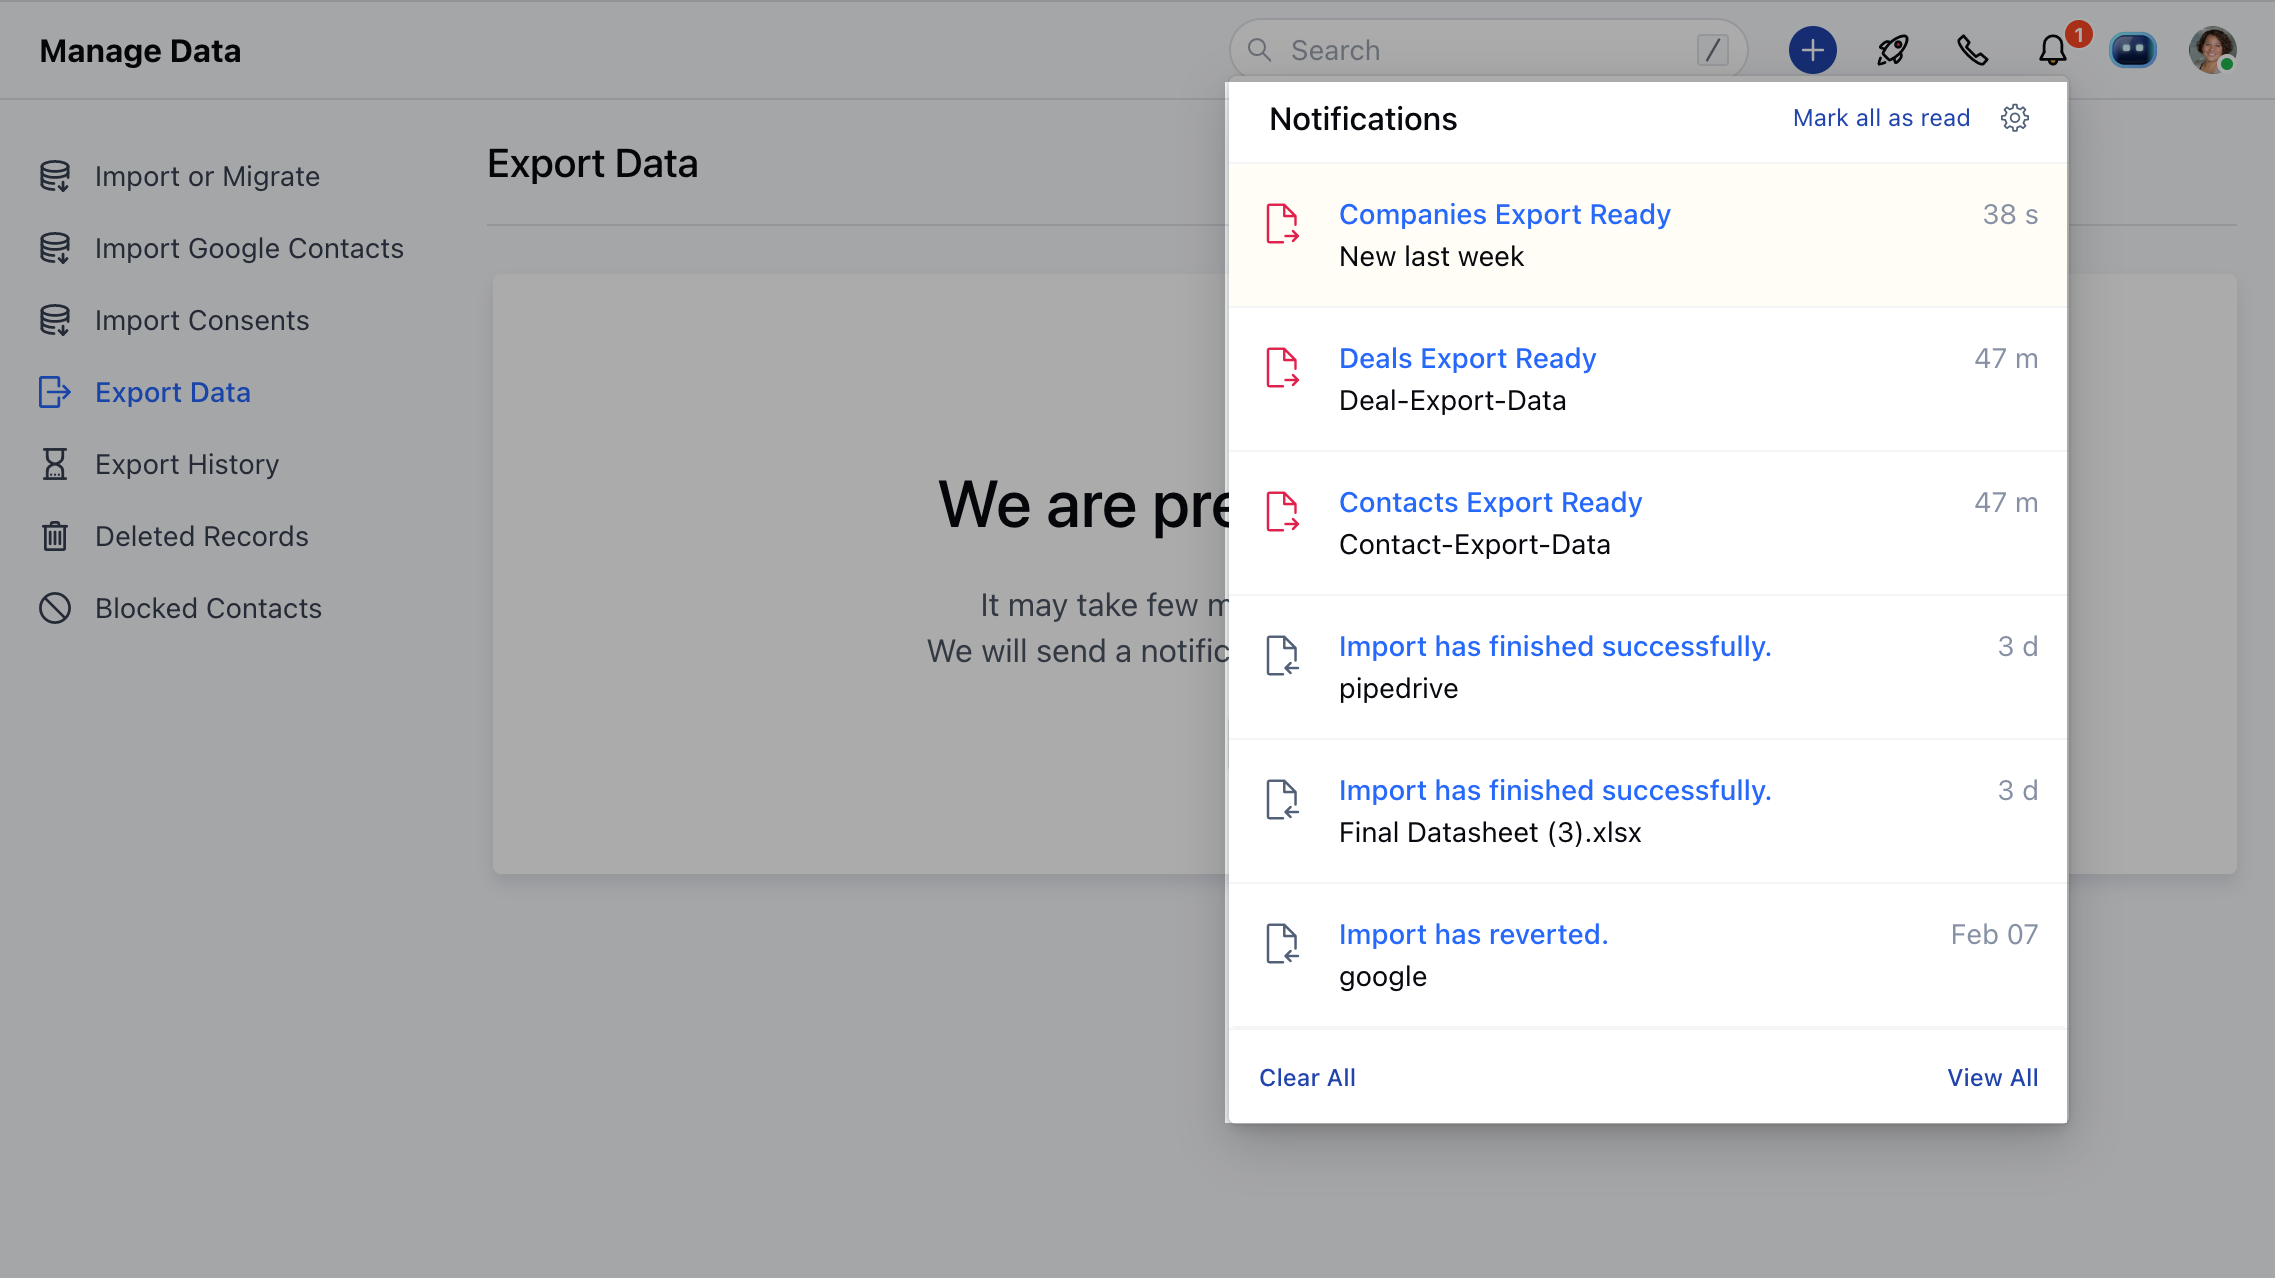 Manage Data
Search /
1
Import or Migrate
Import Google Contacts
Import Consents
Export Data
Export History
Deleted Records
Blocked Contacts
Export Data
We are
It may take few
We will send a
Notifications
Mark all as read
Companies Export Ready
38 s
New last week
Deals Export Ready
47 m
Deal-Export-Data
Contacts Export Ready
47 m
Contact-Export-Data
Import has finished successfully.
3 d
pipedrive
Import has finished successfully.
3 d
Final Datasheet (3).xlsx
Import has reverted.
Feb 07
google
Clear All
View All